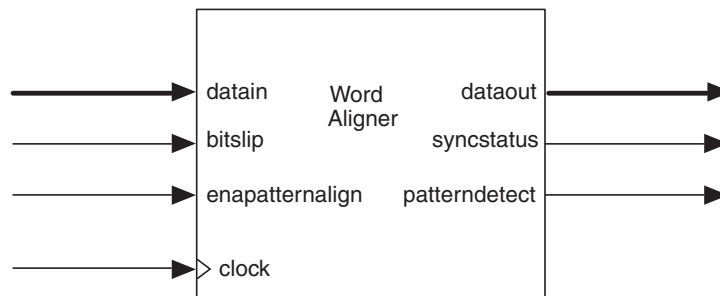 datain
Word
Aligner
dataout
bitslip
syncstatus
enapatternalign
patterndetect
clock